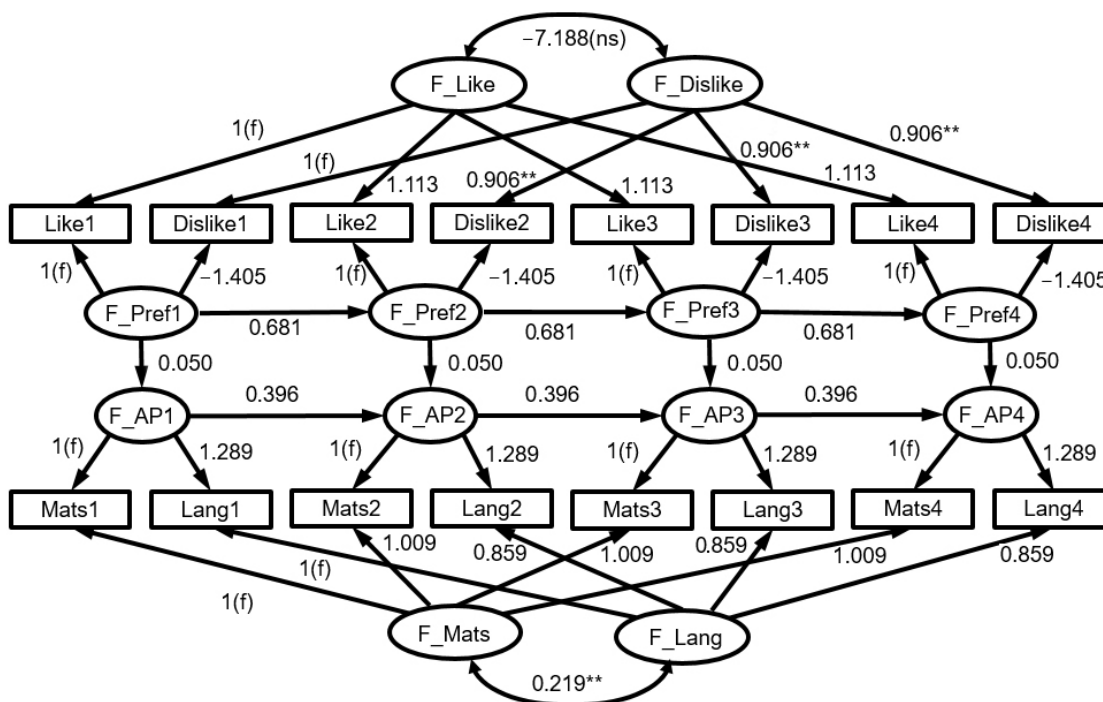 −7.188(ns)
F_Like F_Dislike
1(f) 1(f) 1.113 0.906** 1.113 0.906** 1.113 0.906**
Like1 Dislike1 Like2 Dislike2 Like3 Dislike3 Like4 Dislike4
1(f) −1.405 1(f) −1.405 1(f) −1.405 1(f) −1.405
F_Pref1 F_Pref2 F_Pref3 F_Pref4
0.681 0.681 0.681
0.050 0.050 0.050 0.050
F_AP1 0.396 F_AP2 0.396 F_AP3 0.396 F_AP4
1(f) 1.289 1(f) 1.289 1(f) 1.289 1(f) 1.289
Mats1 Lang1 Mats2 Lang2 Mats3 Lang3 Mats4 Lang4
1(f) 1(f) 1.009 0.859 1.009 0.859 1.009 0.859
F_Mats F_Lang
0.219**